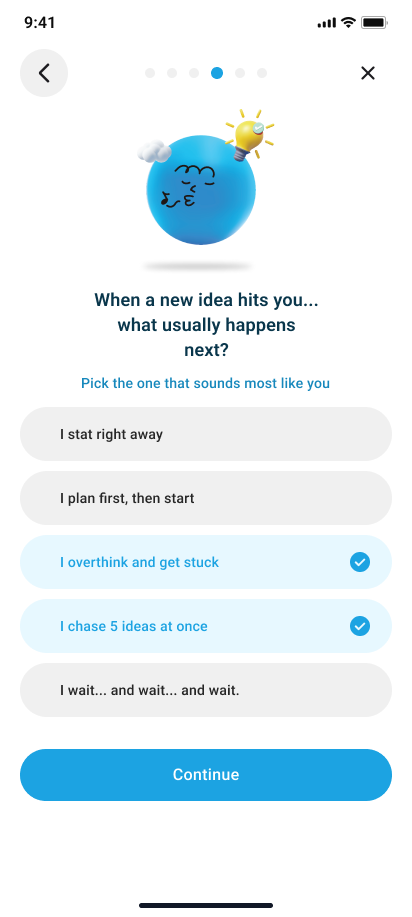 9:41
When a new idea hits you...
what usually happens
next?
Pick the one that sounds most like you
I stat right away
I plan first, then start
I overthink and get stuck
I chase 5 ideas at once
I wait... and wait... and wait.
Continue